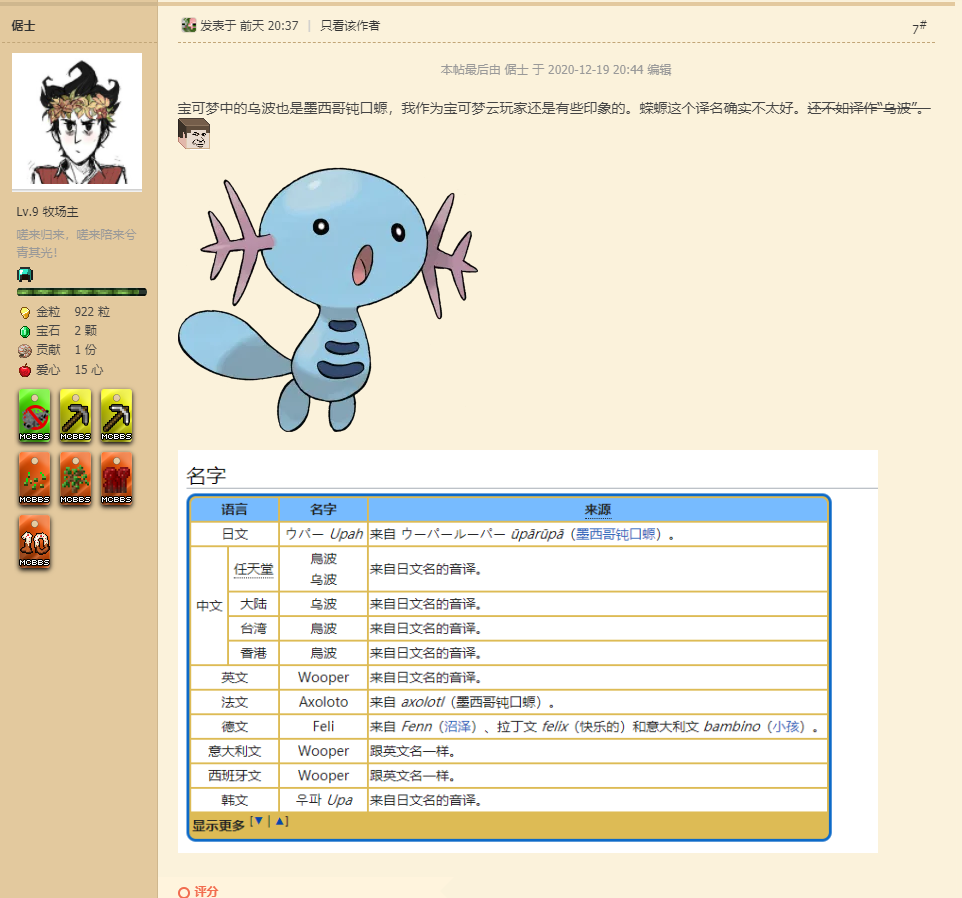 倨士
发表于 前天 20:37 | 只看该作者
7#
本帖最后由 倨士 于 2020-12-19 20:44 编辑
宝可梦中的乌波也是墨西哥钝口螈，我作为宝可梦云玩家还是有些印象的。蝾螈这个译名确实不太好。还不如译作“乌波”。
Lv.9 牧场主
嗟来归来，嗟来陪来兮
青其光！
金粒 922 粒
宝石 2 颗
贡献 1 份
爱心 15 心
MCBBS MCBBS MCBBS
MCBBS MCBBS MCBBS
10
MCBBS
名字
语言 名字 来源
日文 ウパー Upah 来自 ウーパールーパー ūpārūpā（墨西哥钝口螈）。
中文 任天堂 烏波 乌波 来自日文名的音译。
大陆 乌波 来自日文名的音译。
台湾 烏波 来自日文名的音译。
香港 烏波 来自日文名的音译。
英文 Wooper 来自日文名的音译。
法文 Axoloto 来自 axolotl（墨西哥钝口螈）。
德文 Feli 来自 Fenn（沼泽）、拉丁文 felix（快乐的）和意大利文 bambino（小孩）。
意大利文 Wooper 跟英文名一样。
西班牙文 Wooper 跟英文名一样。
韩文 우파 Upa 来自日文名的音译。
显示更多 [▼ | ▲]
评分